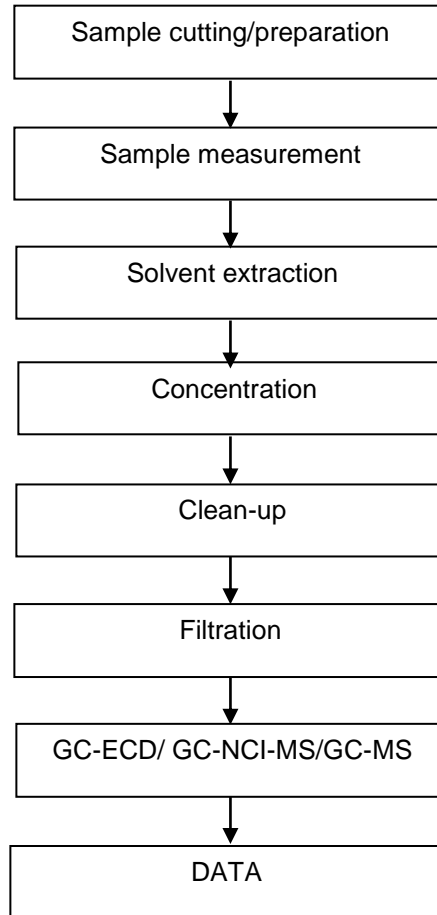 Sample cutting/preparation
Sample measurement
Solvent extraction
Concentration
Clean-up
Filtration
GC-ECD/ GC-NCI-MS/GC-MS
DATA